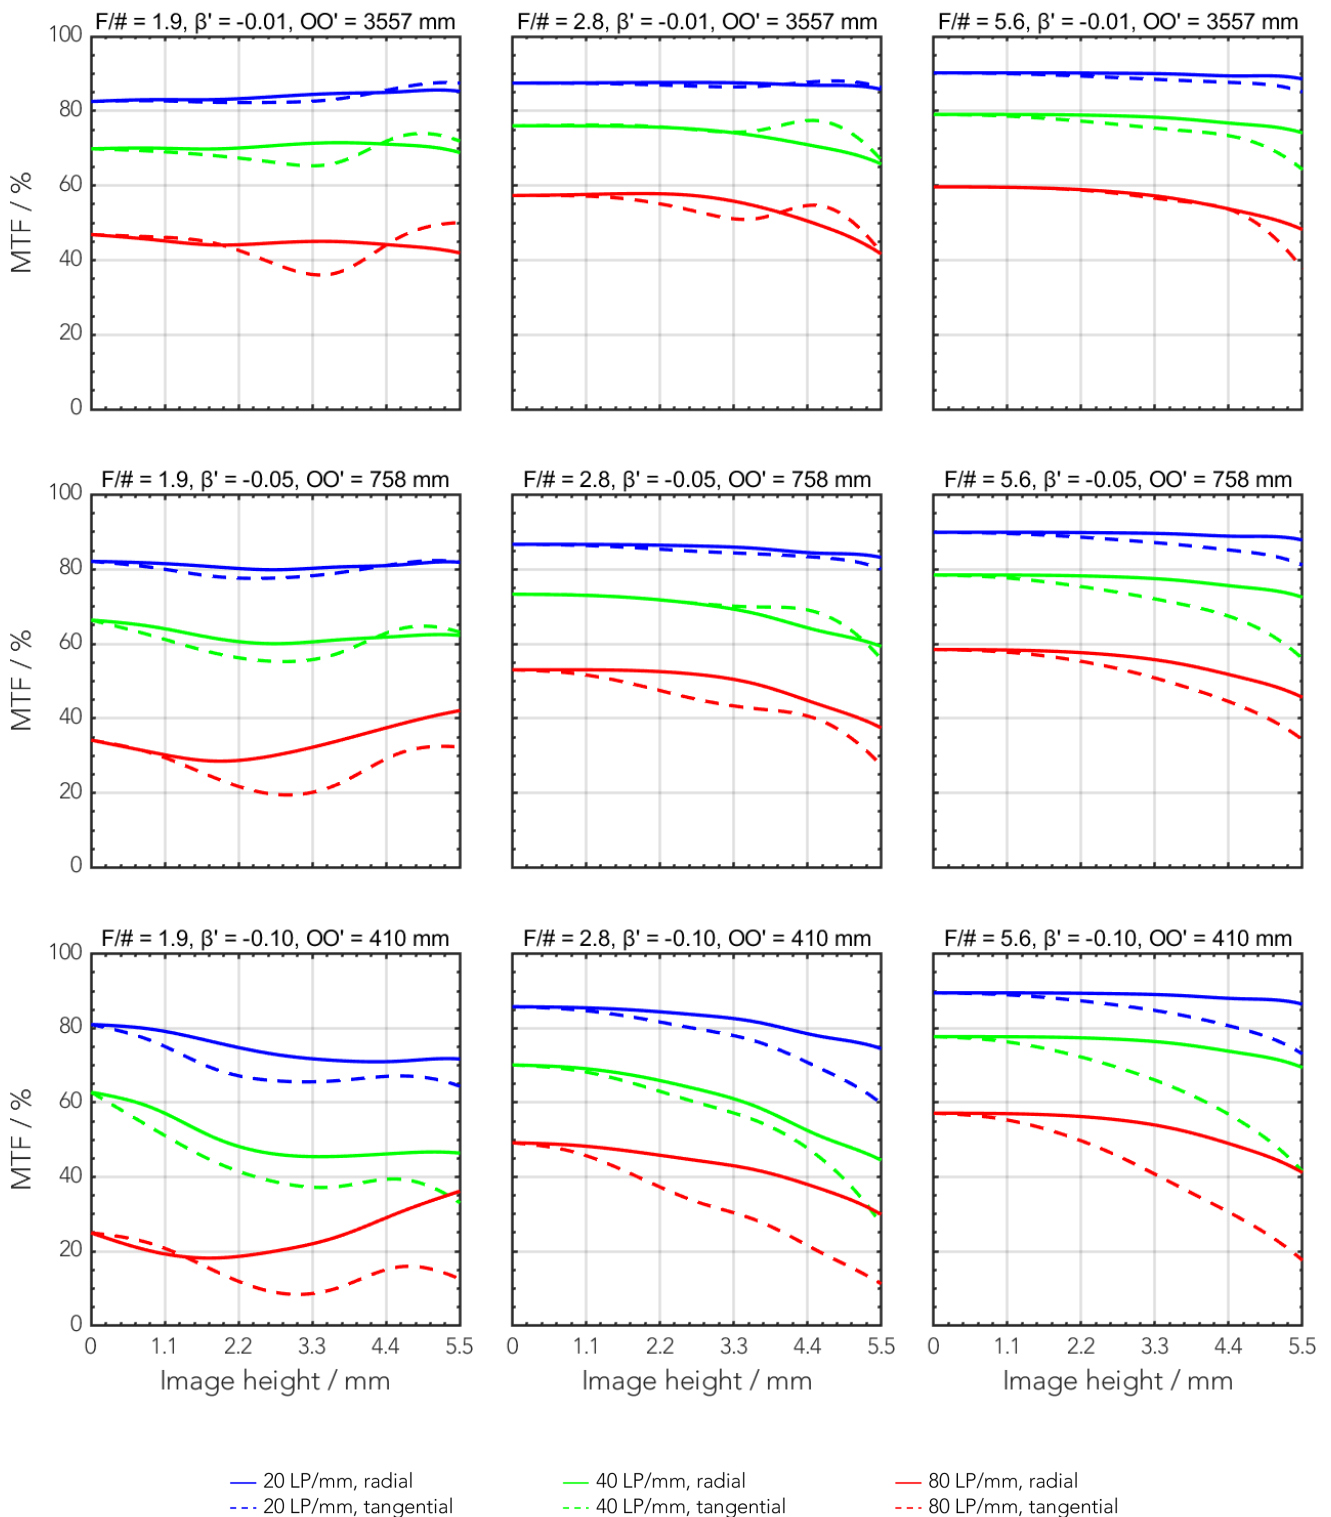 F/# = 1.9, β' = -0.01, OO' = 3557 mm
F/# = 2.8, β' = -0.01, OO' = 3557 mm
F/# = 5.6, β' = -0.01, OO' = 3557 mm
100
80
60
40
20
0
MTF / %
F/# = 1.9, β' = -0.05, OO' = 758 mm
F/# = 2.8, β' = -0.05, OO' = 758 mm
F/# = 5.6, β' = -0.05, OO' = 758 mm
100
80
60
40
20
0
MTF / %
F/# = 1.9, β' = -0.10, OO' = 410 mm
F/# = 2.8, β' = -0.10, OO' = 410 mm
F/# = 5.6, β' = -0.10, OO' = 410 mm
100
80
60
40
20
0
MTF / %
0 1.1 2.2 3.3 4.4 5.5
0 1.1 2.2 3.3 4.4 5.5
0 1.1 2.2 3.3 4.4 5.5
Image height / mm
Image height / mm
Image height / mm
20 LP/mm, radial
40 LP/mm, radial
80 LP/mm, radial
20 LP/mm, tangential
40 LP/mm, tangential
80 LP/mm, tangential